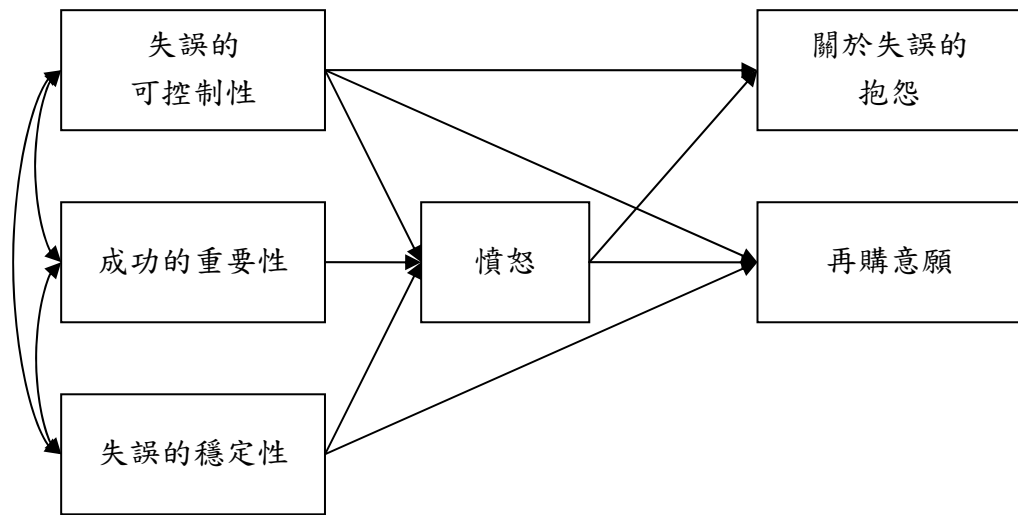 失誤的
可控制性
關於失誤的
抱怨
成功的重要性
憤怒
再購意願
失誤的穩定性